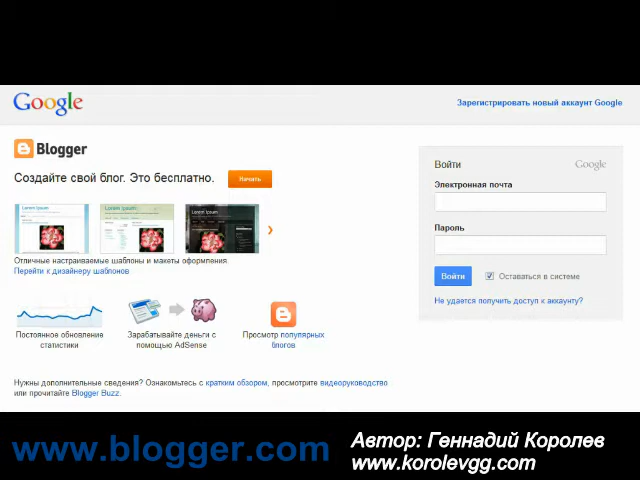 Google
Зарегистрировать новый аккаунт Google
Blogger
Создайте свой блог. Это бесплатно.
Начать
Lorem Ipsum
Lorem Ipsum
Lorem Ipsum
Отличные настраиваемые шаблоны и макеты оформления
Перейти к дизайнеру шаблонов
Постоянное обновление
статистики
Зарабатывайте деньги с
помощью AdSense
Просмотр популярных
блогов
Нужны дополнительные сведения? Ознакомьтесь с кратким обзором, просмотрите видеоруководство
или прочитайте Blogger Buzz.
Войти
Google
Электронная почта
Пароль
Войти
Оставаться в системе
Не удается получить доступ к аккаунту?
www.blogger.com
Автор: Геннадий Королев
www.korolevgg.com